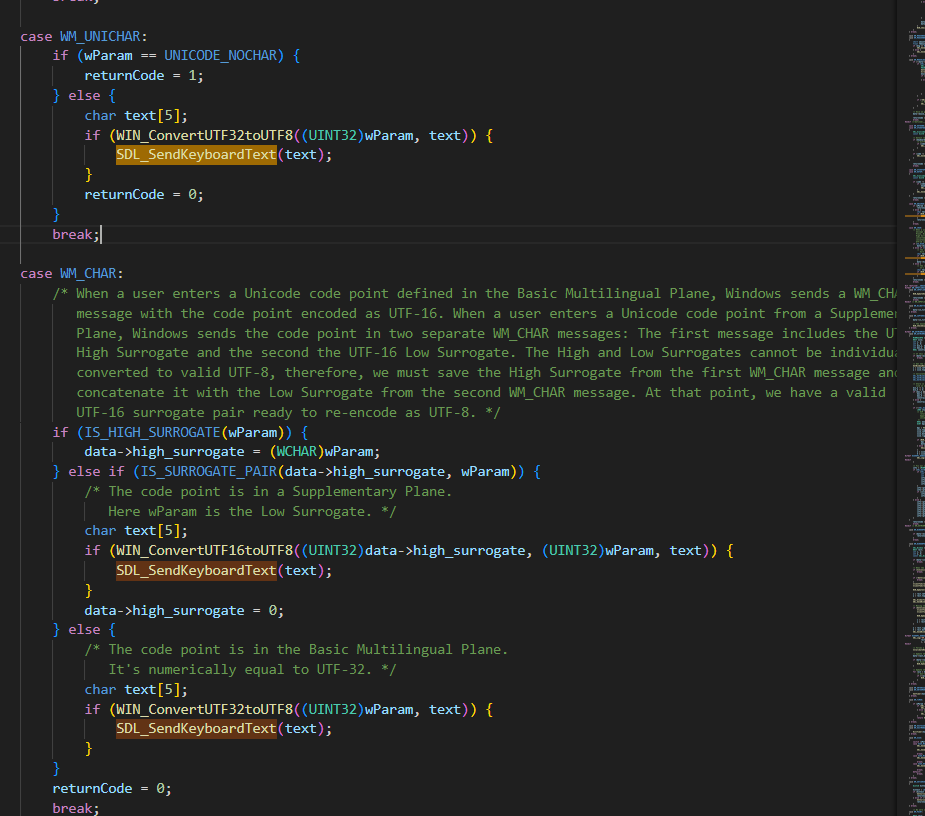 case WM_UNICHAR:
if (wParam == UNICODE_NOCHAR) {
returnCode = 1;
} else {
char text[5];
if (WIN_ConvertUTF32toUTF8((UINT32)wParam, text)) {
SDL_SendKeyboardText(text);
}
returnCode = 0;
}
break;
case WM_CHAR:
/* When a user enters a Unicode code point defined in the Basic Multilingual Plane, Windows sends a WM_CHA
message with the code point encoded as UTF-16. When a user enters a Unicode code point from a Supplemen
Plane, Windows sends the code point in two separate WM_CHAR messages: The first message includes the UT
High Surrogate and the second the UTF-16 Low Surrogate. The High and Low Surrogates cannot be individua
converted to valid UTF-8, therefore, we must save the High Surrogate from the first WM_CHAR message and
concatenate it with the Low Surrogate from the second WM_CHAR message. At that point, we have a valid
UTF-16 surrogate pair ready to re-encode as UTF-8. */
if (IS_HIGH_SURROGATE(wParam)) {
data->high_surrogate = (WCHAR)wParam;
} else if (IS_SURROGATE_PAIR(data->high_surrogate, wParam)) {
/* The code point is in a Supplementary Plane.
Here wParam is the Low Surrogate. */
char text[5];
if (WIN_ConvertUTF16toUTF8((UINT32)data->high_surrogate, (UINT32)wParam, text)) {
SDL_SendKeyboardText(text);
}
data->high_surrogate = 0;
} else {
/* The code point is in the Basic Multilingual Plane.
It's numerically equal to UTF-32. */
char text[5];
if (WIN_ConvertUTF32toUTF8((UINT32)wParam, text)) {
SDL_SendKeyboardText(text);
}
}
returnCode = 0;
break;